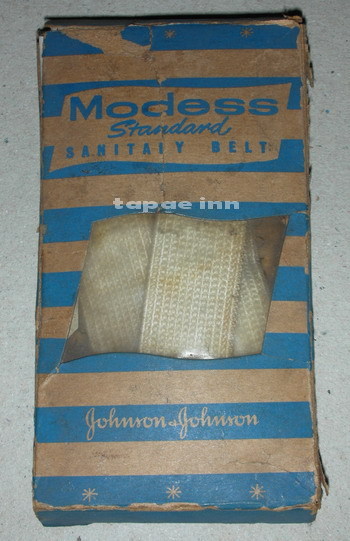 Modess
Standard
SANITARY BELT
tapae inn
Johnson & Johnson